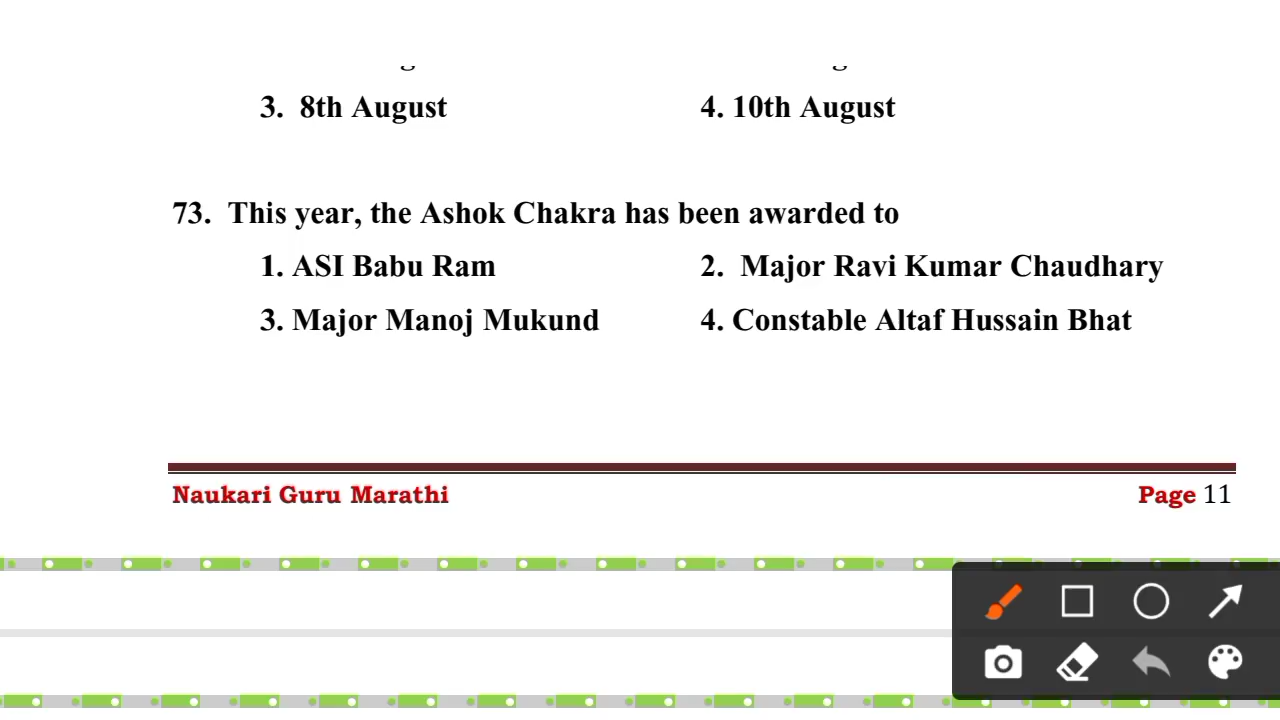 3. 8th August 4. 10th August
73. This year, the Ashok Chakra has been awarded to
1. ASI Babu Ram 2. Major Ravi Kumar Chaudhary
3. Major Manoj Mukund 4. Constable Altaf Hussain Bhat
Naukari Guru Marathi Page 11